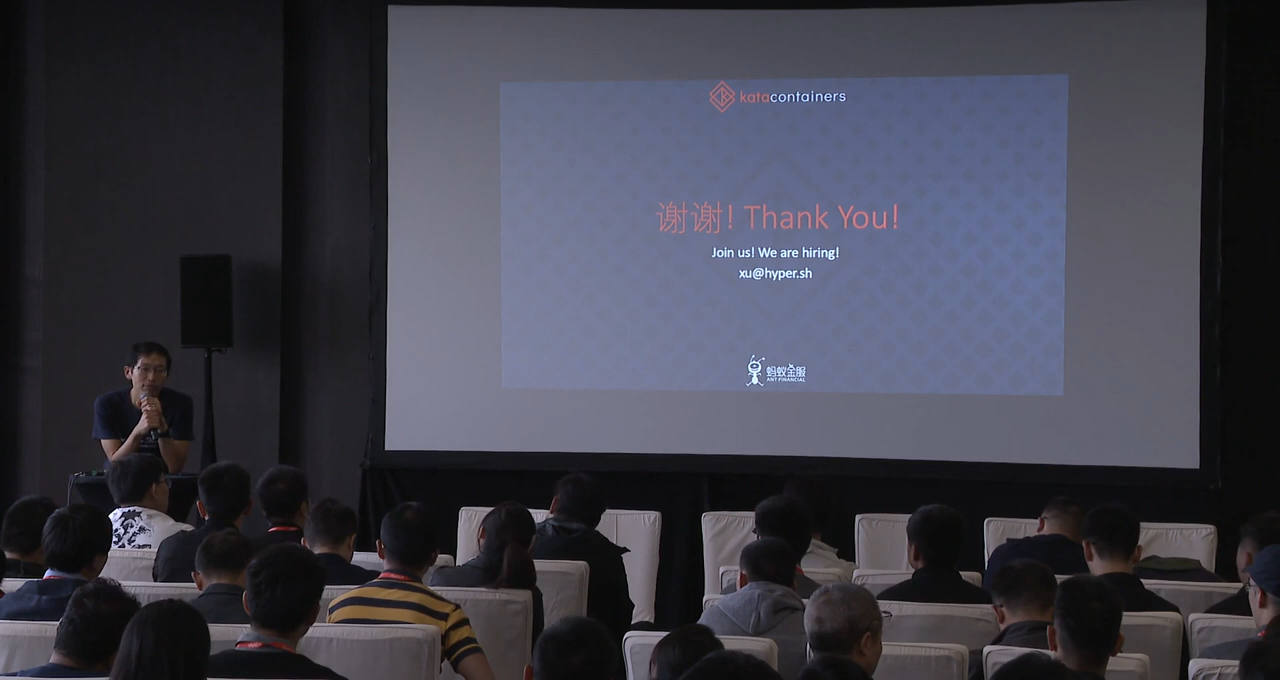 katacontainers
谢谢! Thank You!
Join us! We are hiring!
xu@hyper.sh
蚂蚁金服
ANT FINANCIAL